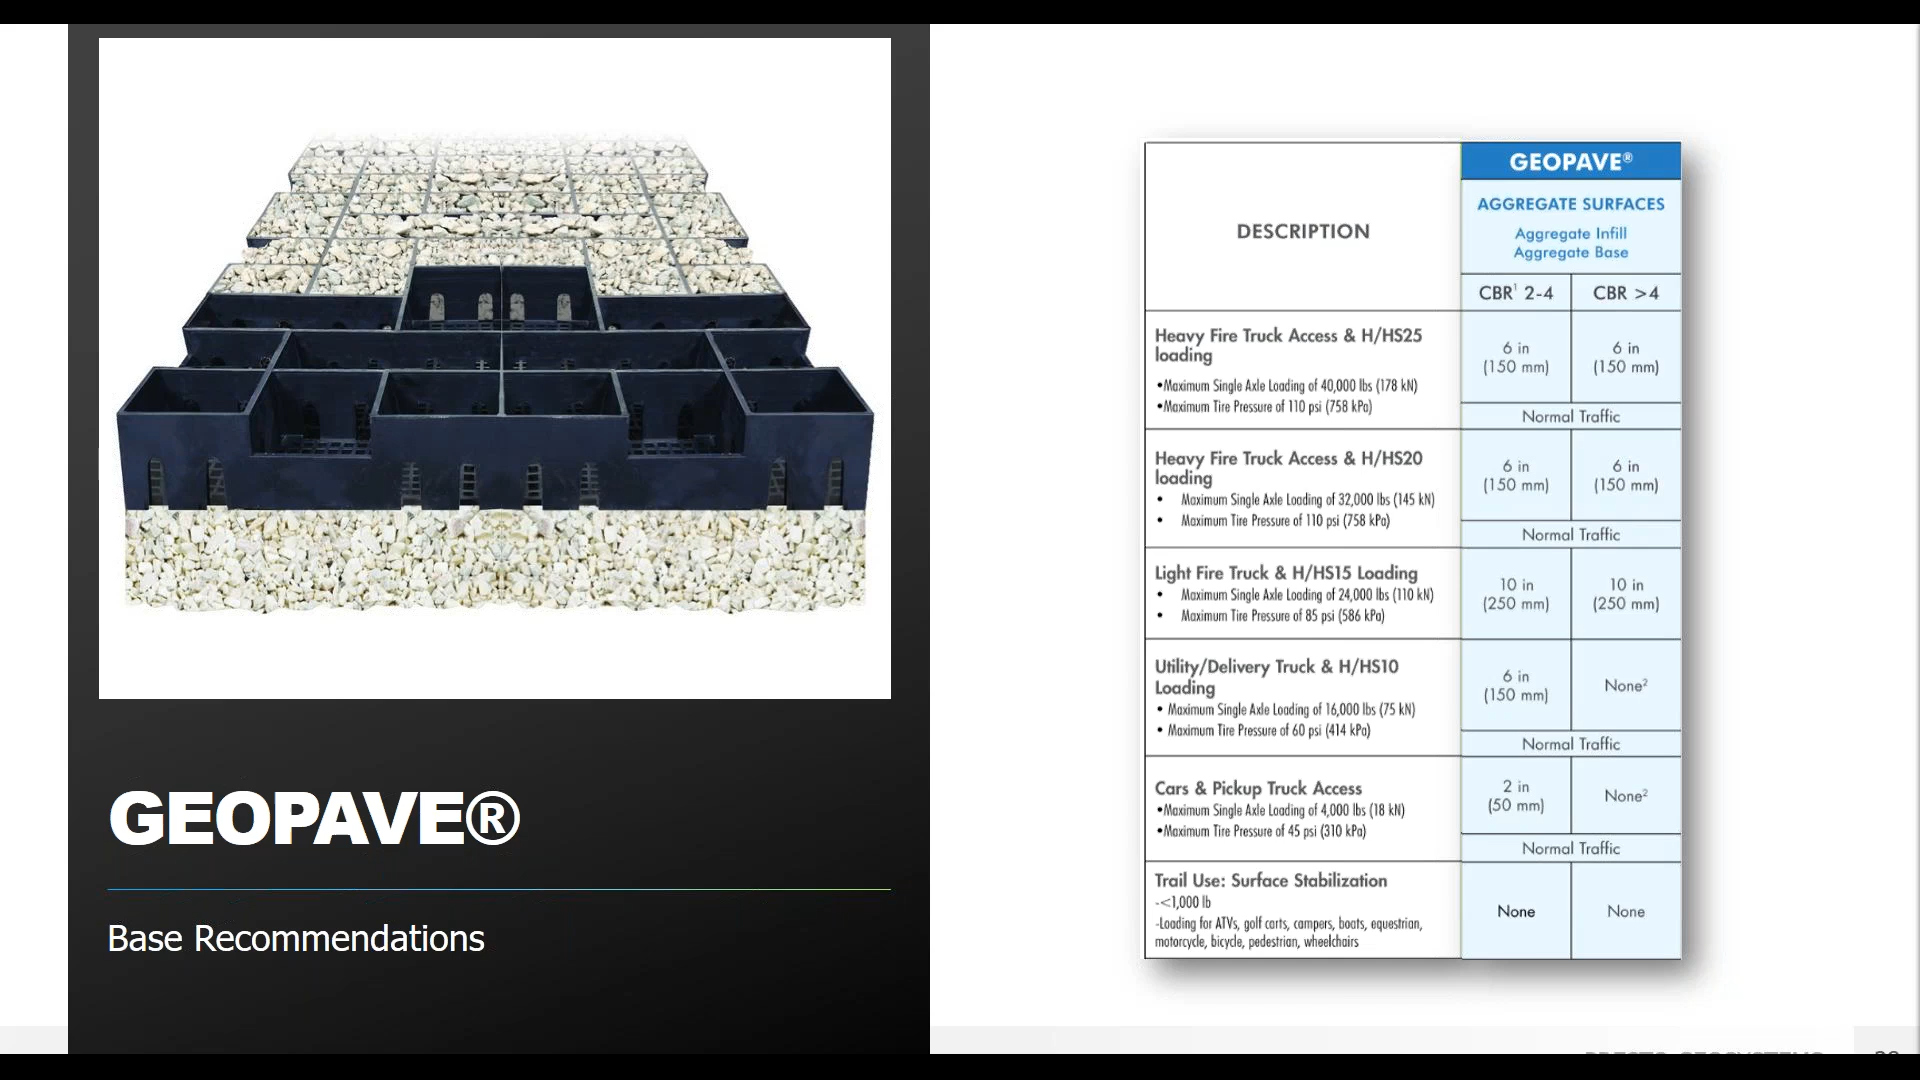 GEOPAVE®
Base Recommendations
DESCRIPTION
GEOPAVE®
AGGREGATE SURFACES
Aggregate Infill
Aggregate Base
CBR¹ 2-4
CBR >4
Heavy Fire Truck Access & H/HS25
loading
•Maximum Single Axle Loading of 40,000 lbs (178 kN)
•Maximum Tire Pressure of 110 psi (758 kPa)
6 in
(150 mm)
6 in
(150 mm)
Normal Traffic
Heavy Fire Truck Access & H/HS20
loading
• Maximum Single Axle Loading of 32,000 lbs (145 kN)
• Maximum Tire Pressure of 110 psi (758 kPa)
6 in
(150 mm)
6 in
(150 mm)
Normal Traffic
Light Fire Truck & H/HS15 Loading
• Maximum Single Axle Loading of 24,000 lbs (110 kN)
• Maximum Tire Pressure of 85 psi (586 kPa)
10 in
(250 mm)
10 in
(250 mm)
Utility/Delivery Truck & H/HS10
Loading
• Maximum Single Axle Loading of 16,000 lbs (75 kN)
• Maximum Tire Pressure of 60 psi (414 kPa)
6 in
(150 mm)
None²
Normal Traffic
Cars & Pickup Truck Access
•Maximum Single Axle Loading of 4,000 lbs (18 kN)
•Maximum Tire Pressure of 45 psi (310 kPa)
2 in
(50 mm)
None²
Normal Traffic
Trail Use: Surface Stabilization
-<1,000 lb
-Loading for ATVs, golf carts, campers, boats, equestrian,
motorcycle, bicycle, pedestrian, wheelchairs
None
None
PRESTO GEOSYSTEMS